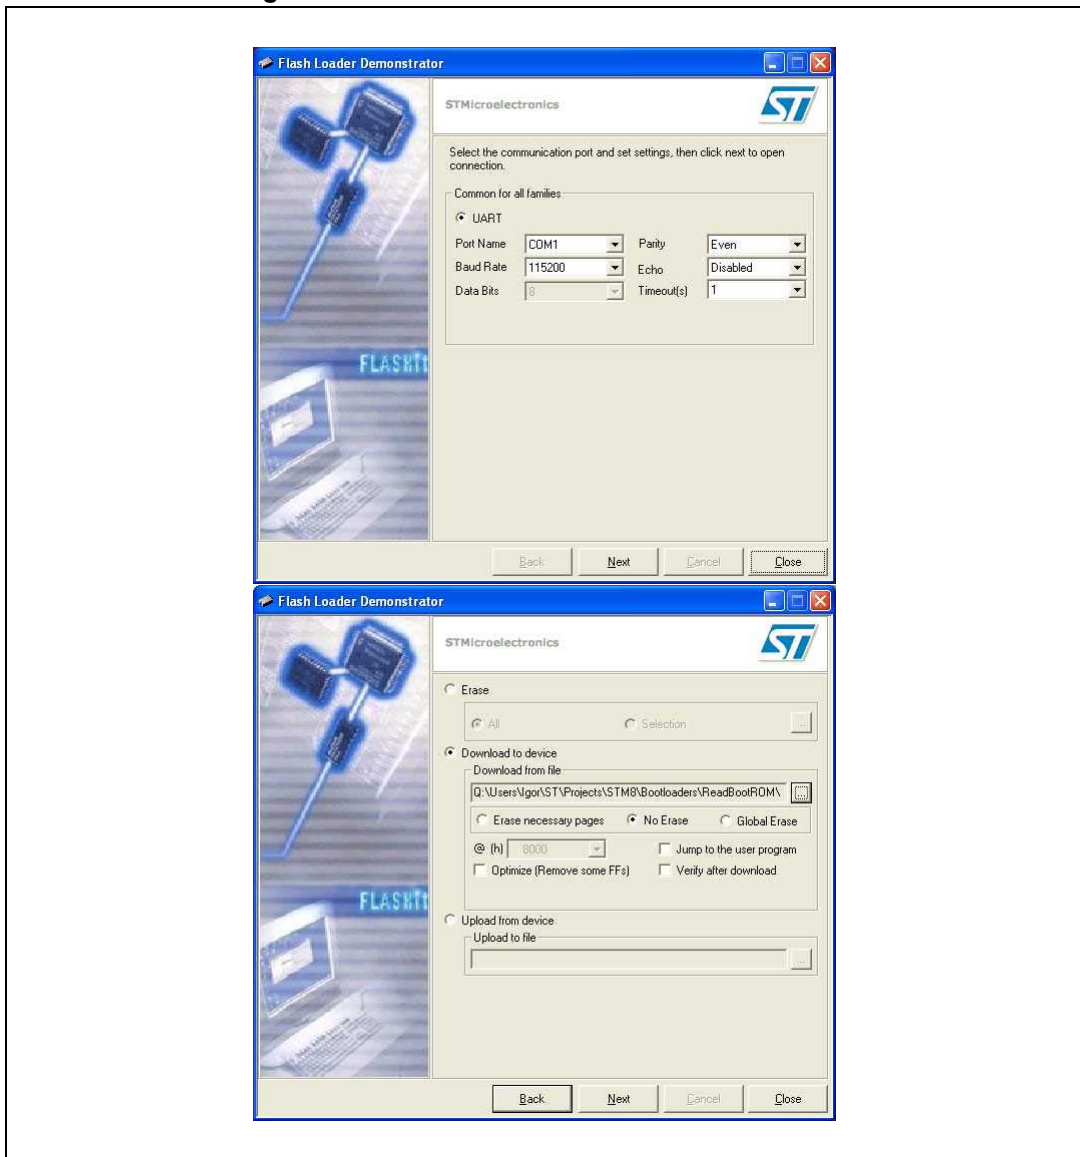 Flash Loader Demonstrator
STMicroelectronics
ST
Select the communication port and set settings, then click next to open
connection.
Common for all families
UART
Port Name COM1 Parity Even
Baud Rate 115200 Echo Disabled
Data Bits 8 Timeout(s) 1
FLASH
Back Next Cancel Close
Flash Loader Demonstrator
STMicroelectronics
ST
Erase
All Selection ...
Download to device
Download from file
Q:\Users\Igor\ST\Projects\STM8\Bootloaders\ReadBootROM\ ...
Erase necessary pages No Erase Global Erase
@ (h) 8000 Jump to the user program
Optimize (Remove some FFs) Verify after download
FLASH
Upload from device
Upload to file
...
Back Next Cancel Close